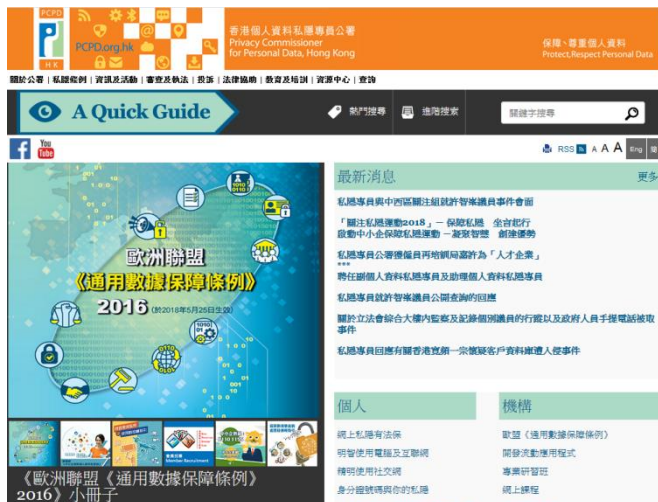 PCPD
HK
PCPD.org.hk
香港個人資料私隱專員公署
Privacy Commissioner
for Personal Data, Hong Kong
保障、尊重個人資料
Protect,Respect Personal Data
關於公署 | 私隱條例 | 資訊及活動 | 審查及執法 | 投訴 | 法律協助 | 教育及培訓 | 資源中心 | 查詢
A Quick Guide
熱門搜尋
進階搜索
關鍵字搜尋
f
You
Tube
RSS
A A A
Eng
簡
歐洲聯盟
《通用數據保障條例》
2016 (於2018年5月25日生效)
《歐洲聯盟《通用數據保障條例
2016》小冊子
最新消息
更多
私隱專員與中西區關注組就許智峯議員事件會面
「關注私隱運動2018」— 保障私隱 坐言起行
啟動中小企保障私隱運動 — 凝聚智慧 創建優勢
私隱專員公署獲僱員再培訓局嘉許為「人才企業」
***
聘任副個人資料私隱專員及助理個人資料私隱專員
私隱專員就許智峯議員公開查詢的回應
關於立法會綜合大樓內監察及記錄個別議員的行蹤以及政府人員手提電話被取
事件
私隱專員回應有關香港寬頻一宗懷疑客戶資料庫遭入侵事件
個人
網上私隱有法保
明智使用電腦及互聯網
精明使用社交網
身分證號碼與你的私隱
機構
歐盟《通用數據保障條例》
開發流動應用程式
專業研習班
網上課程